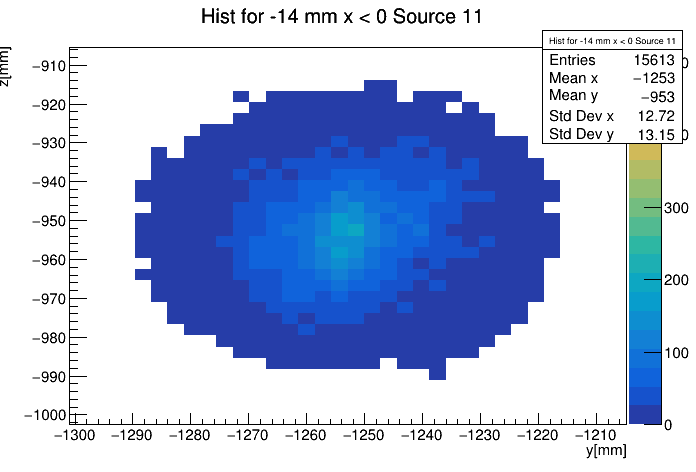 Hist for -14 mm x < 0 Source 11
z[mm]
Hist for -14 mm x < 0 Source 11
Entries 15613
Mean x −1253
Mean y −953
Std Dev x 12.72
Std Dev y 13.15
−910
−920
−930
−940
−950
−960
−970
−980
−990
−1000
−1300 −1290 −1280 −1270 −1260 −1250 −1240 −1230 −1220 −1210
y[mm]
300
200
100
0